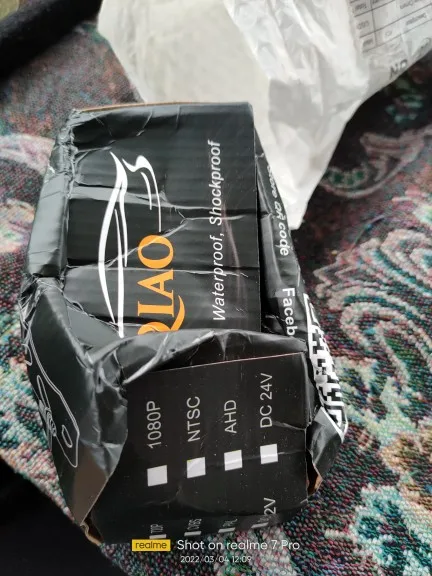 QIAO
Waterproof, Shockproof
QR code
Faceb
1080P
NTSC
AHD
DC 24V
2V
realme Shot on realme 7 Pro
2022.03.04 12:09